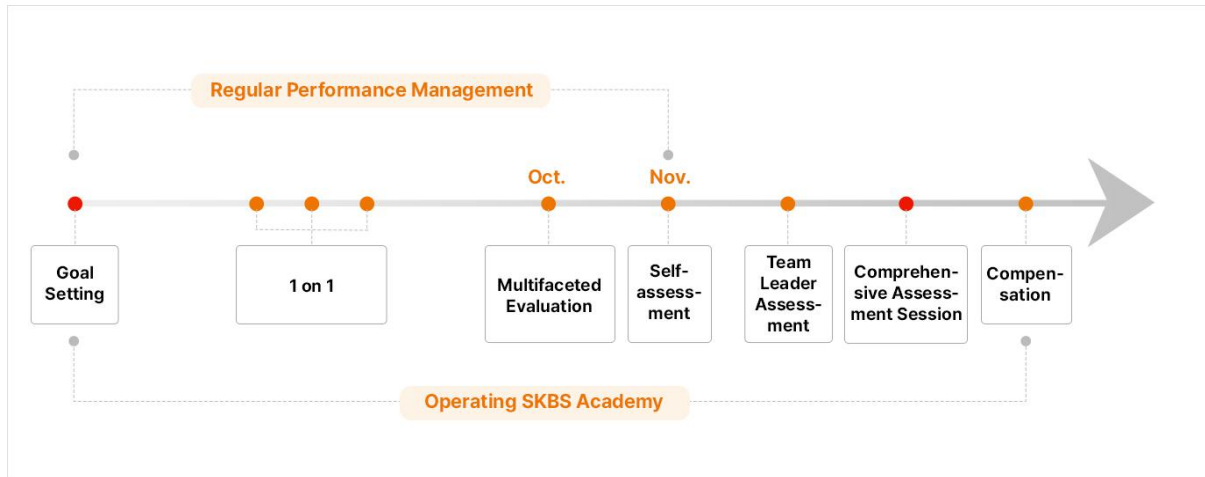 Regular Performance Management
Oct.
Nov.
Goal
Setting
1 on 1
Multifaceted
Evaluation
Self-
assess-
ment
Team
Leader
Assess-
ment
Comprehen-
sive Assess-
ment Session
Compen-
sation
Operating SKBS Academy